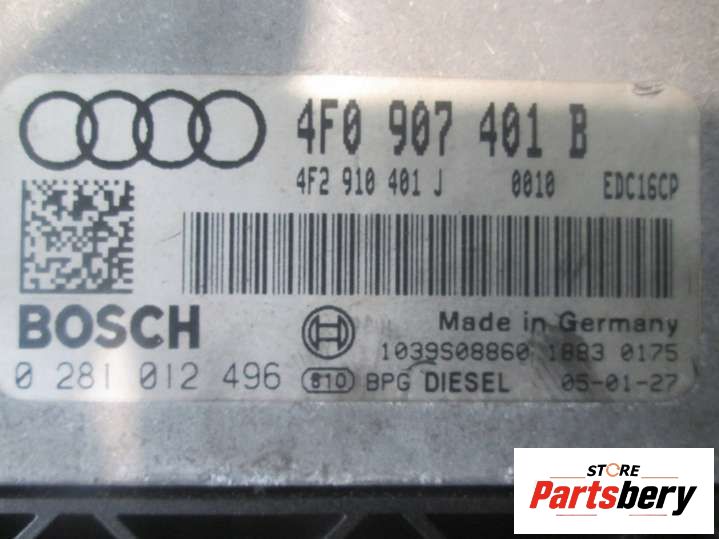 4F0 907 401 B
4F2 910 401 J 0010 EDC16CP
BOSCH
Made in Germany
1039S08860 1883 0175
0 281 012 496 810 BPG DIESEL 05-01-27
STORE
Partsbery